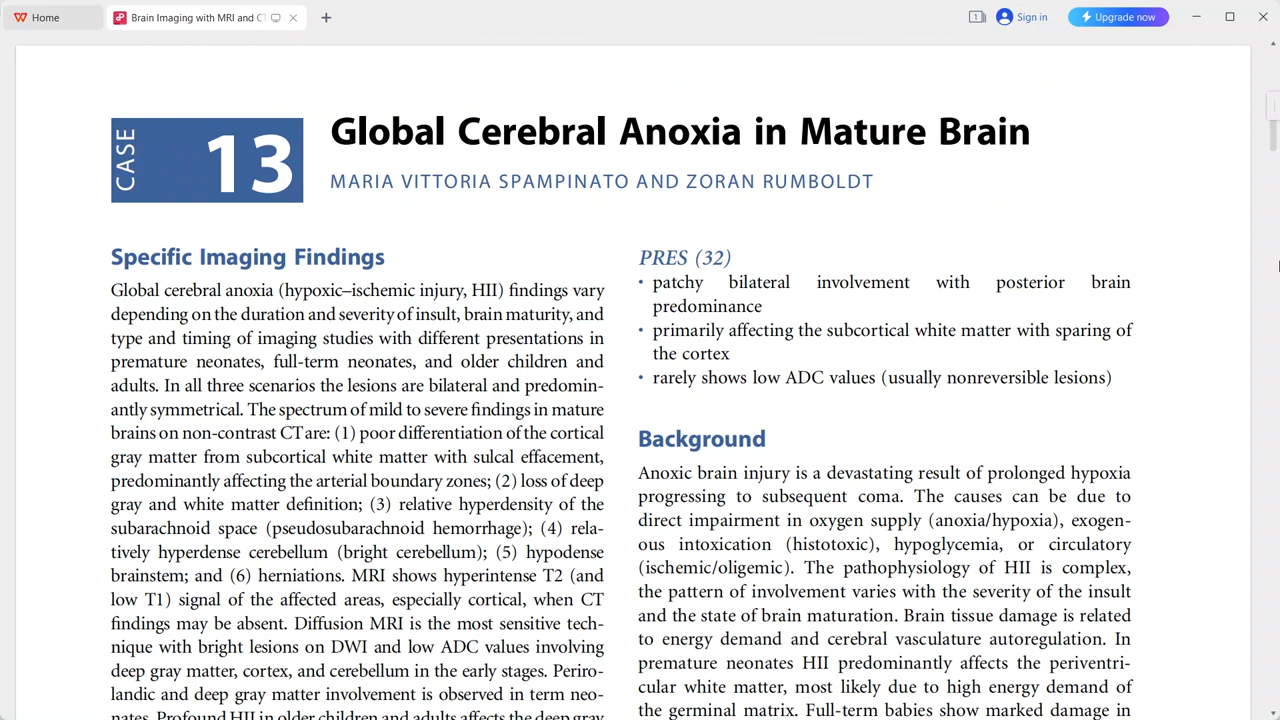 Home
Brain Imaging with MRI and C
1
Sign in
Upgrade now
CASE
13
Global Cerebral Anoxia in Mature Brain
MARIA VITTORIA SPAMPINATO AND ZORAN RUMBOLDT
Specific Imaging Findings
Global cerebral anoxia (hypoxic–ischemic injury, HII) findings vary
depending on the duration and severity of insult, brain maturity, and
type and timing of imaging studies with different presentations in
premature neonates, full-term neonates, and older children and
adults. In all three scenarios the lesions are bilateral and predomin-
antly symmetrical. The spectrum of mild to severe findings in mature
brains on non-contrast CT are: (1) poor differentiation of the cortical
gray matter from subcortical white matter with sulcal effacement,
predominantly affecting the arterial boundary zones; (2) loss of deep
gray and white matter definition; (3) relative hyperdensity of the
subarachnoid space (pseudosubarachnoid hemorrhage); (4) rela-
tively hyperdense cerebellum (bright cerebellum); (5) hypodense
brainstem; and (6) herniations. MRI shows hyperintense T2 (and
low T1) signal of the affected areas, especially cortical, when CT
findings may be absent. Diffusion MRI is the most sensitive tech-
nique with bright lesions on DWI and low ADC values involving
deep gray matter, cortex, and cerebellum in the early stages. Periro-
landic and deep gray matter involvement is observed in term neo-
nates. Profound HII in older children and adults affects the deep gray
PRES (32)
• patchy bilateral involvement with posterior brain
predominance
• primarily affecting the subcortical white matter with sparing of
the cortex
• rarely shows low ADC values (usually nonreversible lesions)
Background
Anoxic brain injury is a devastating result of prolonged hypoxia
progressing to subsequent coma. The causes can be due to
direct impairment in oxygen supply (anoxia/hypoxia), exogen-
ous intoxication (histotoxic), hypoglycemia, or circulatory
(ischemic/oligemic). The pathophysiology of HII is complex,
the pattern of involvement varies with the severity of the insult
and the state of brain maturation. Brain tissue damage is related
to energy demand and cerebral vasculature autoregulation. In
premature neonates HII predominantly affects the periventri-
cular white matter, most likely due to high energy demand of
the germinal matrix. Full-term babies show marked damage in